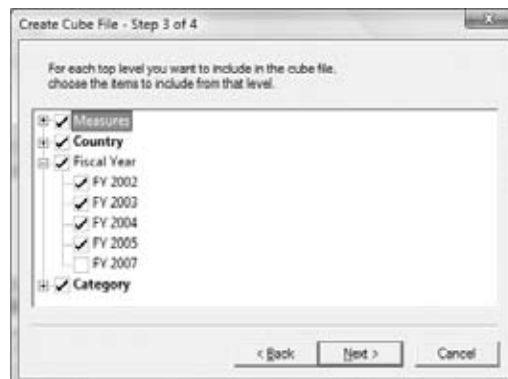 Create Cube File - Step 3 of 4
For each top level you want to include in the cube file,
choose the items to include from that level.
Measures
Country
Fiscal Year
FY 2002
FY 2003
FY 2004
FY 2005
FY 2007
Category
< Back Next > Cancel